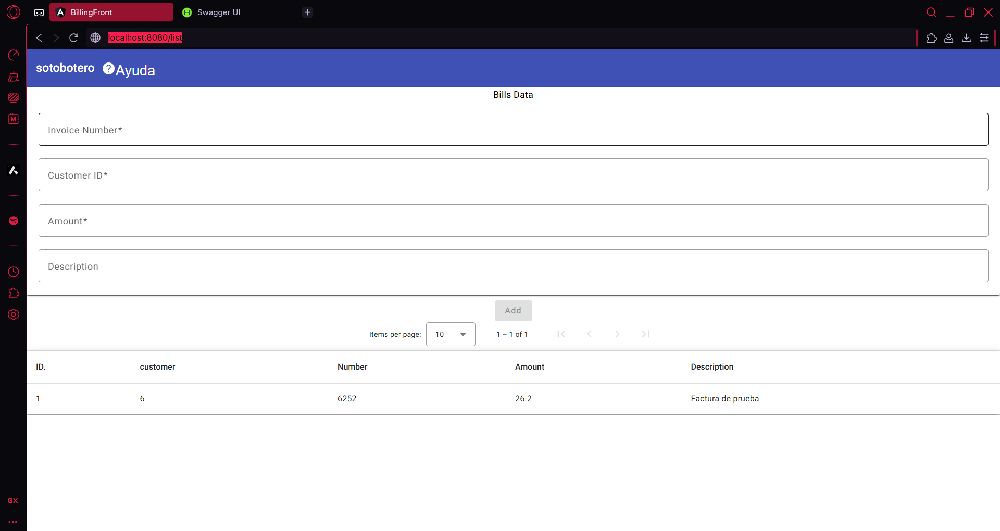 BillingFront
Swagger UI
localhost:8080/list
sotobotero
Ayuda
Bills Data
Invoice Number*
Customer ID*
Amount*
Description
Add
Items per page: 10 1 – 1 of 1
ID. customer Number Amount Description
1 6 6252 26.2 Factura de prueba
M
GX